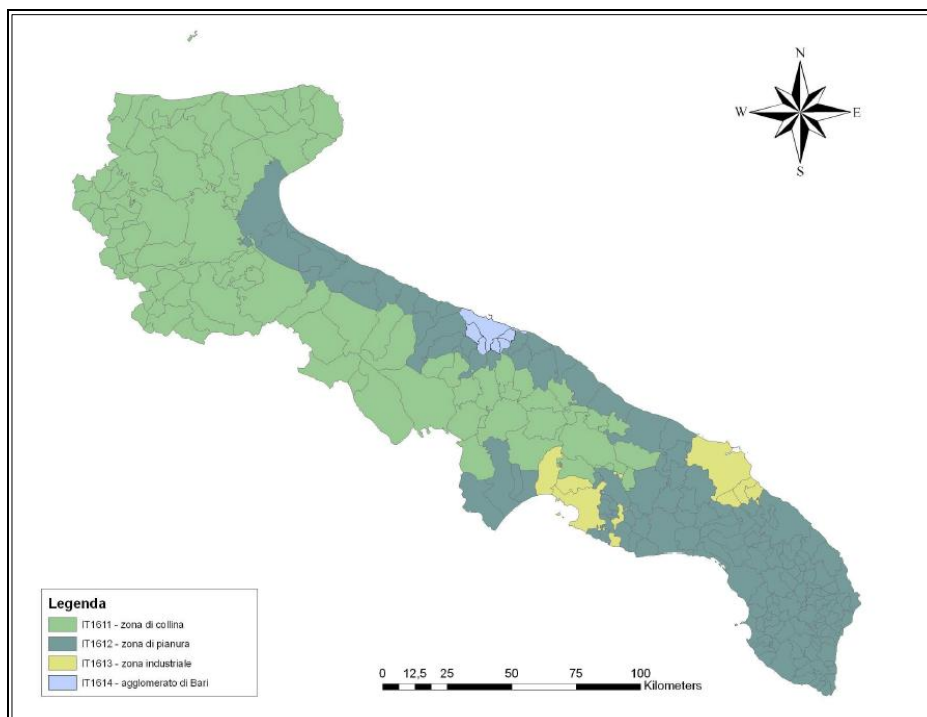 N
W E
S
Legenda
IT1611 - zona di collina
IT1612 - zona di pianura
IT1613 - zona industriale
IT1614 - agglomerato di Bari
0 12,5 25 50 75 100
Kilometers